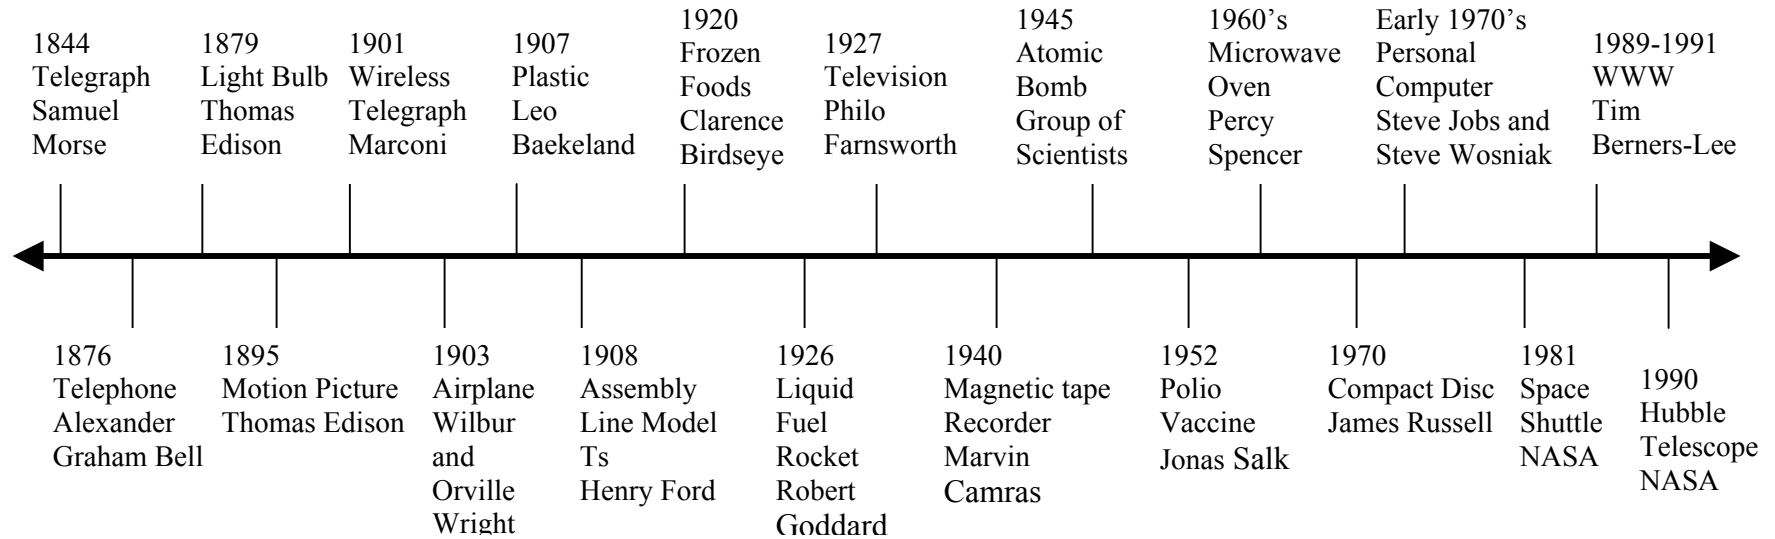 1844
Telegraph
Samuel
Morse
1879
Light Bulb
Thomas
Edison
1901
Wireless
Telegraph
Marconi
1907
Plastic
Leo
Baekeland
1920
Frozen
Foods
Clarence
Birdseye
1927
Television
Philo
Farnsworth
1945
Atomic
Bomb
Group of
Scientists
1960's
Microwave
Oven
Percy
Spencer
Early 1970's
Personal
Computer
Steve Jobs and
Steve Wosniak
1989-1991
WWW
Tim
Berners-Lee
1876
Telephone
Alexander
Graham Bell
1895
Motion Picture
Thomas Edison
1903
Airplane
Wilbur
and
Orville
Wright
1908
Assembly
Line Model
Ts
Henry Ford
1926
Liquid
Fuel
Rocket
Robert
Goddard
1940
Magnetic tape
Recorder
Marvin
Camras
1952
Polio
Vaccine
Jonas Salk
1970
Compact Disc
James Russell
1981
Space
Shuttle
NASA
1990
Hubble
Telescope
NASA